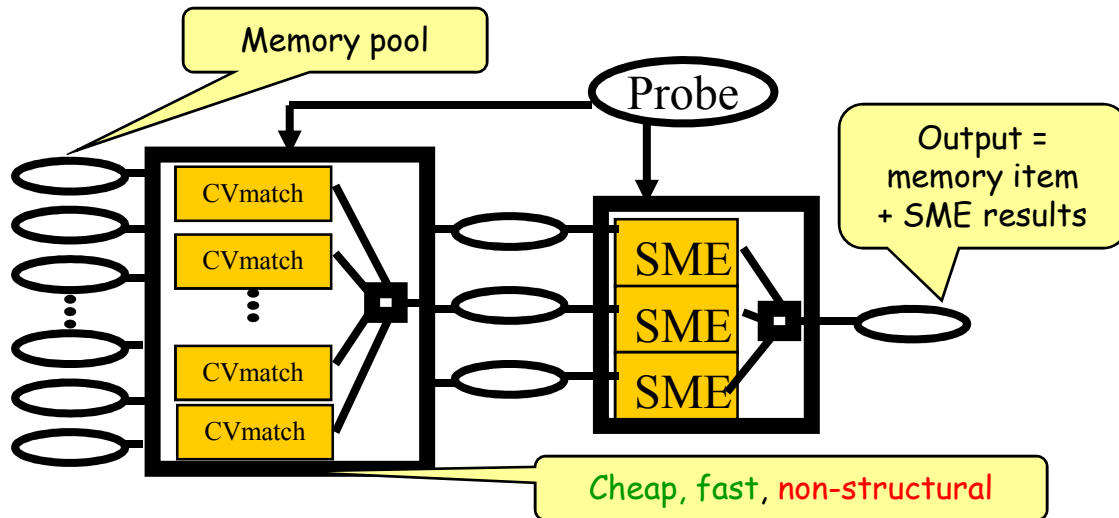 Memory pool
Probe
Output =
memory item
+ SME results
CVmatch
CVmatch
CVmatch
CVmatch
SME
SME
SME
Cheap, fast, non-structural